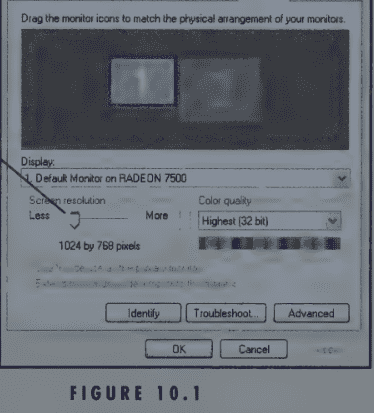 Drag the monitor icons to match the physical arrangement of your monitors.
1
2
Display:
1. Default Monitor on RADEON 7500
Screen resolution
Less
More
1024 by 768 pixels
Color quality
Highest (32 bit)
Identify
Troubleshoot...
Advanced
OK
Cancel
FIGURE 10.1